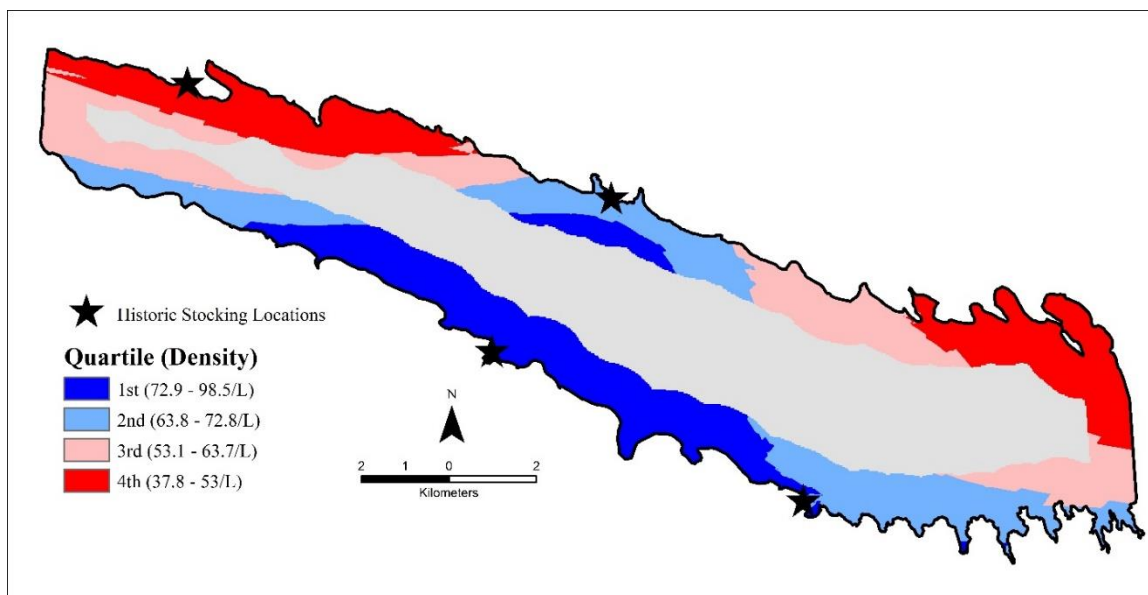 Historic Stocking Locations
Quartile (Density)
1st (72.9 - 98.5/L)
2nd (63.8 - 72.8/L)
3rd (53.1 - 63.7/L)
4th (37.8 - 53/L)
N
2 1 0 2
Kilometers